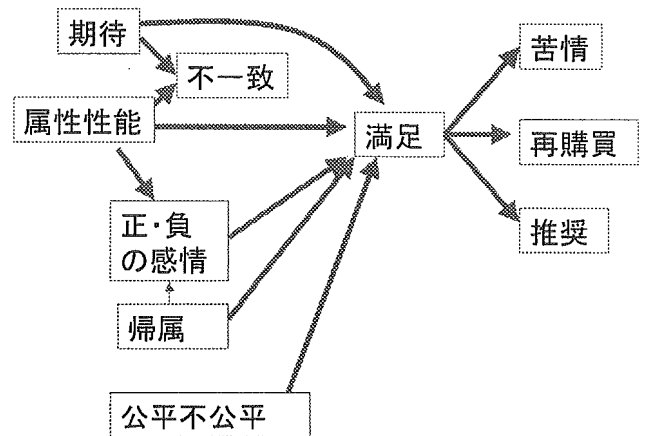 期待
不一致
属性性能
満足
苦情
再購買
推奨
正・負
の感情
帰属
公平不公平